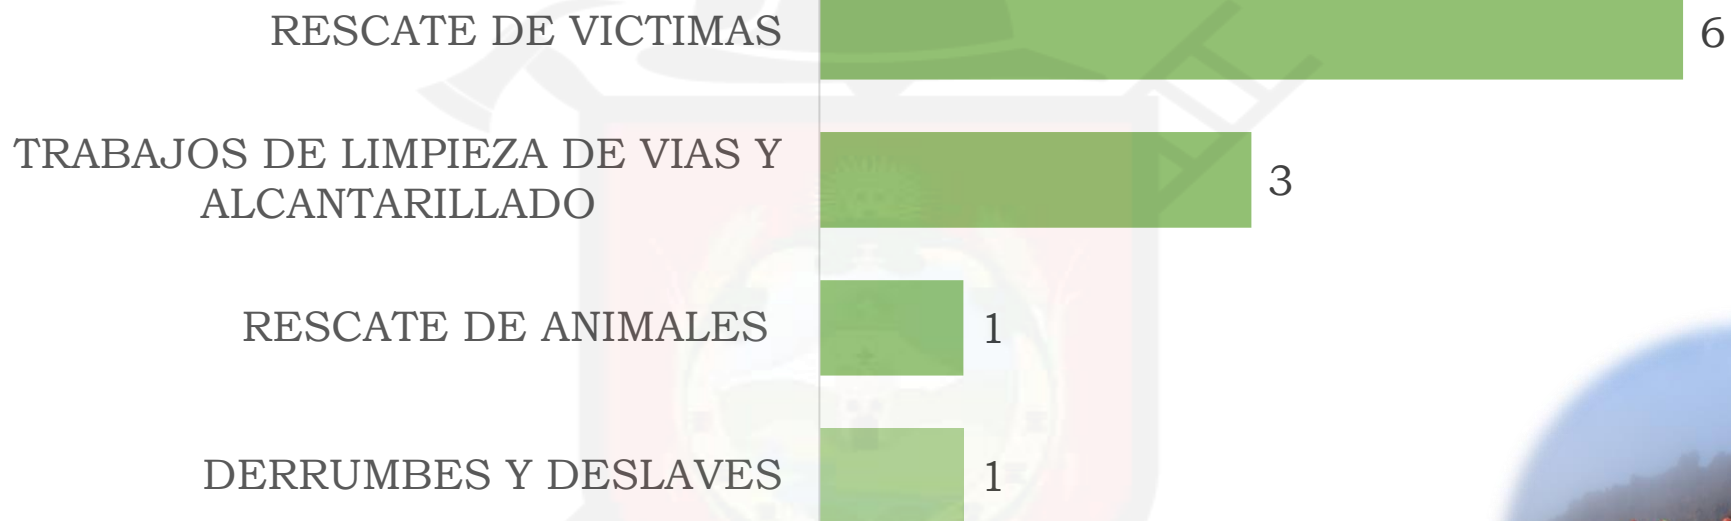 RESCATE DE VICTIMAS 6
TRABAJOS DE LIMPIEZA DE VIAS Y
ALCANTARILLADO 3
RESCATE DE ANIMALES 1
DERRUMBES Y DESLAVES 1